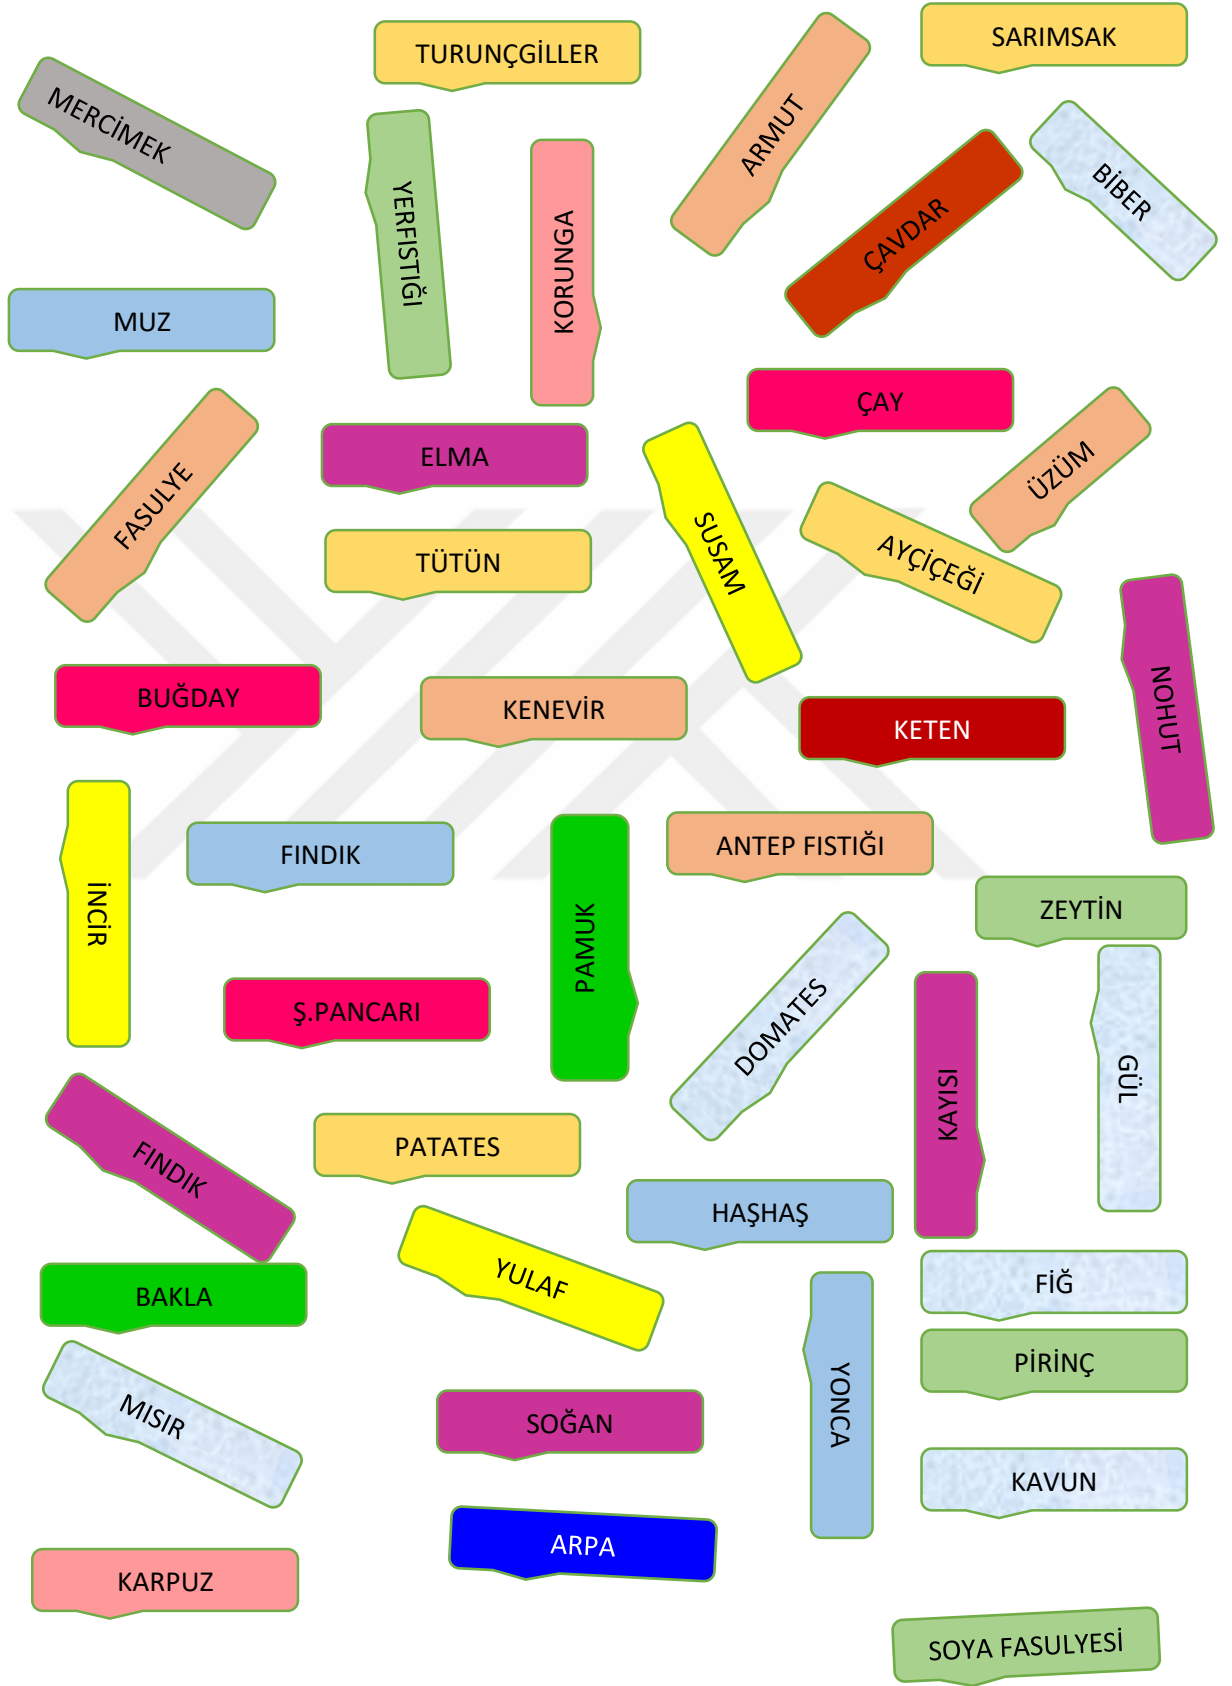 TURUNÇGİLLER
SARIMSAK
MERCİMEK
ARMUT
BİBER
YERFISTIĞI
KORUNGA
ÇAVDAR
MUZ
ÇAY
ELMA
ÜZÜM
FASULYE
SUSAM
TÜTÜN
AYÇİÇEĞİ
NOHUT
BUĞDAY
KENEVİR
KETEN
FINDIK
ANTEP FISTIĞI
İNCİR
ZEYTİN
PAMUK
Ş.PANCARI
DOMATES
GÜL
KAYISI
PATATES
FINDIK
HAŞHAŞ
YULAF
FİĞ
BAKLA
PİRİNÇ
MISIR
YONCA
SOĞAN
KAVUN
ARPA
KARPUZ
SOYA FASULYESİ